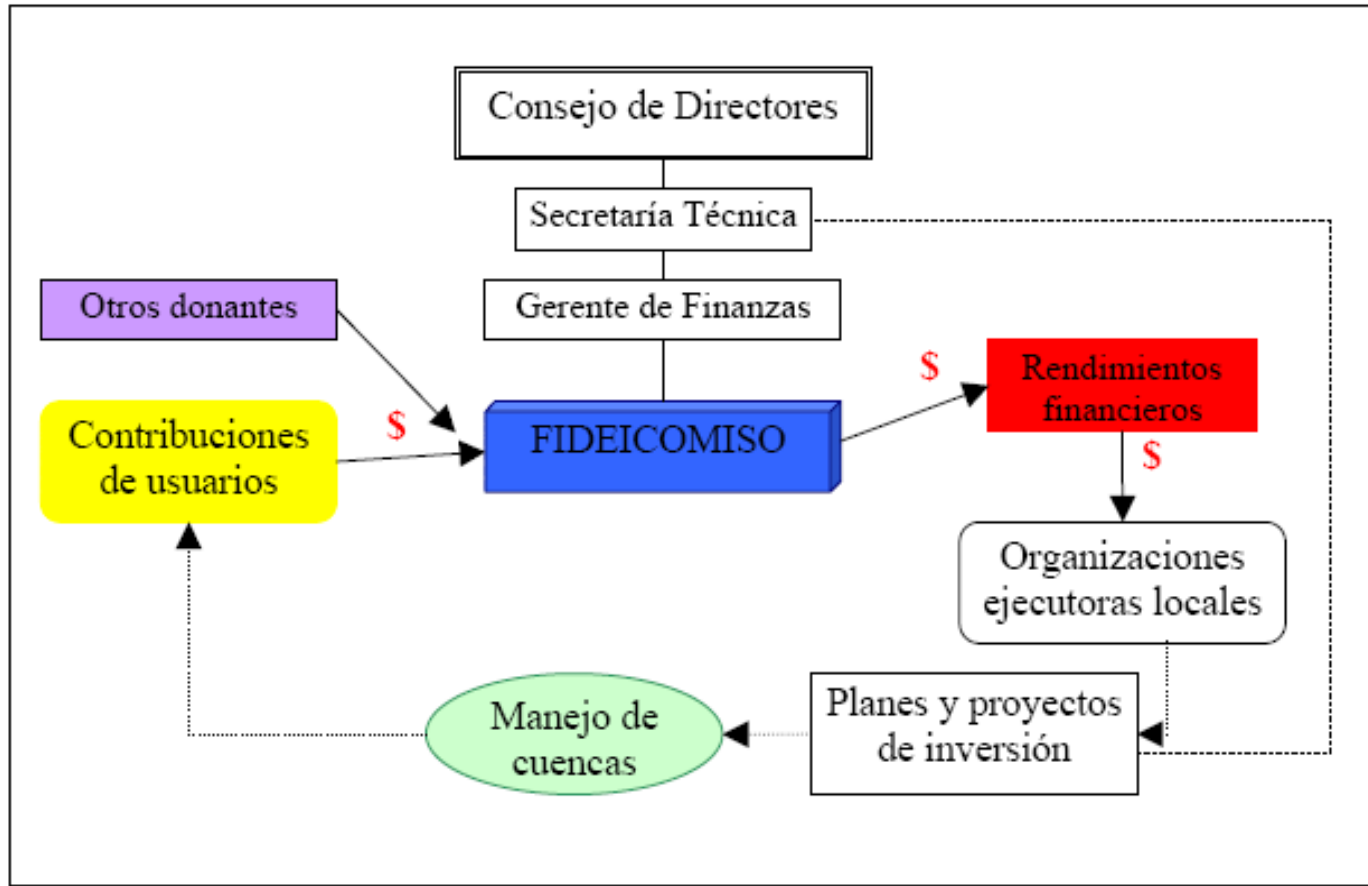 Consejo de Directores
Secretaría Técnica
Otros donantes
Gerente de Finanzas
$
Rendimientos
financieros
Contribuciones
de usuarios
$
FIDEICOMISO
$
Organizaciones
ejecutoras locales
Planes y proyectos
de inversión
Manejo de
cuencas